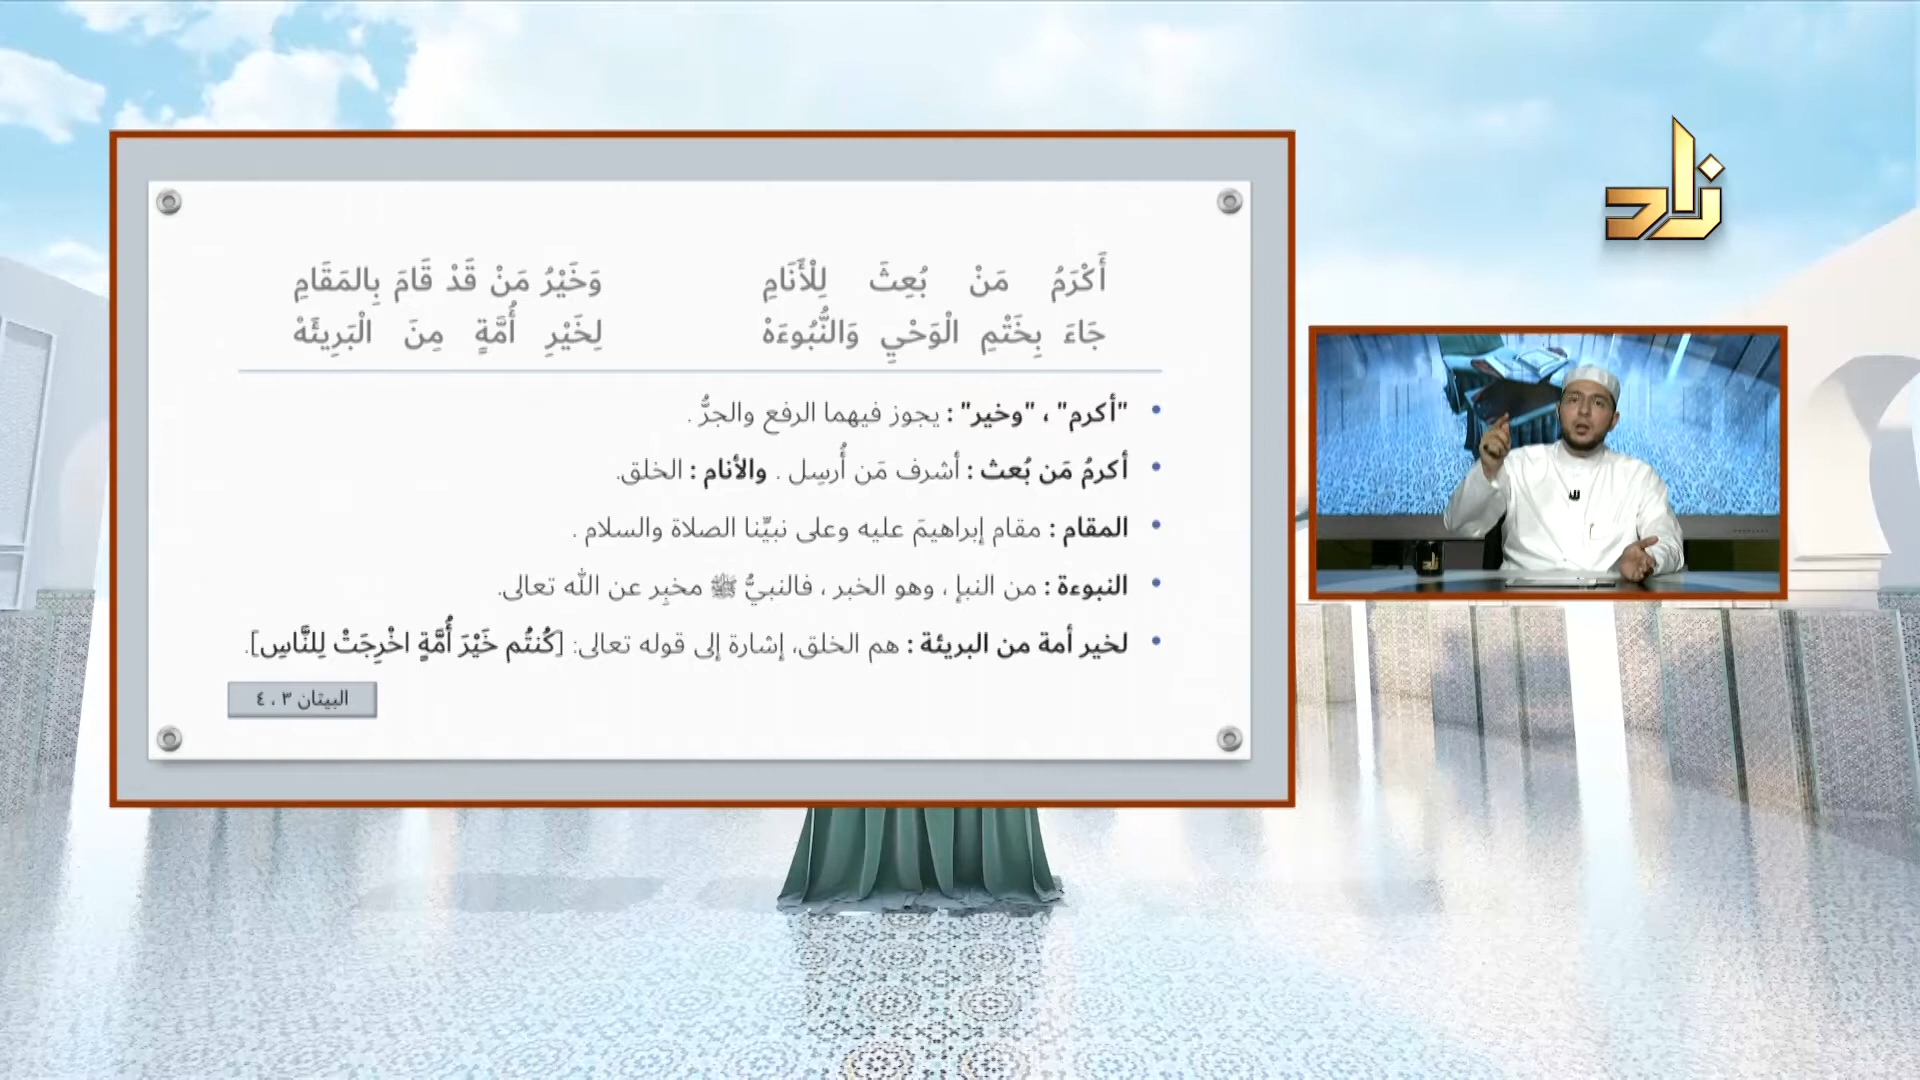 زاد
أَكْرَمُ مَنْ بُعِثَ لِلْأَنَامِ وَخَيْرُ مَنْ قَدْ قَامَ بِالمَقَامِ
جَاءَ بِخَتْمِ الْوَحْيِ وَالنُّبُوءَهْ لِخَيْرِ أُمَّةٍ مِنَ الْبَرِيئَهْ
• "أكرم" ، "وخير" : يجوز فيهما الرفع والجرُّ .
• أكرمُ مَن بُعث : أشرف مَن أُرسِل . والأنام : الخلق.
• المقام : مقام إبراهيمَ عليه وعلى نبيِّنا الصلاة والسلام .
• النبوءة : من النبإ ، وهو الخبر ، فالنبيُّ ﷺ مخبِر عن الله تعالى.
• لخير أمة من البريئة : هم الخلق، إشارة إلى قوله تعالى: [كُنتُم خَيْرَ أُمَّةٍ اخْرِجَتْ لِلنَّاسِ].
البيتان ٣ ، ٤